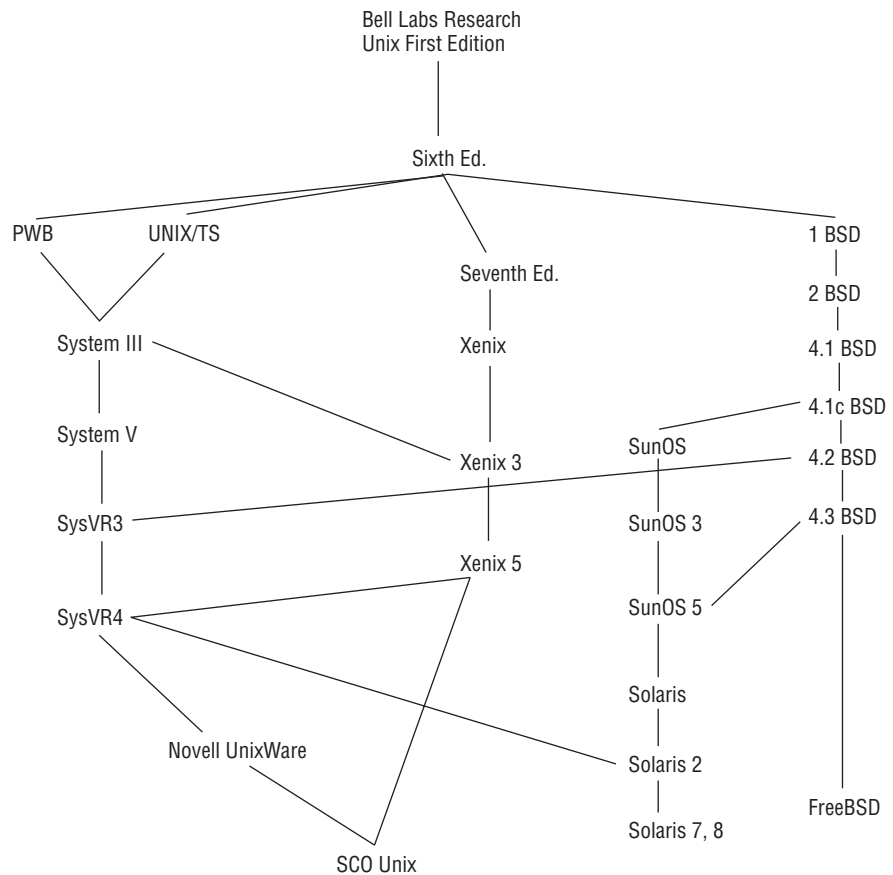 Bell Labs Research
Unix First Edition
Sixth Ed.
PWB
UNIX/TS
1 BSD
Seventh Ed.
2 BSD
System III
Xenix
4.1 BSD
4.1c BSD
System V
SunOS
Xenix 3
4.2 BSD
SysVR3
SunOS 3
4.3 BSD
Xenix 5
SysVR4
SunOS 5
Solaris
Novell UnixWare
Solaris 2
FreeBSD
Solaris 7, 8
SCO Unix